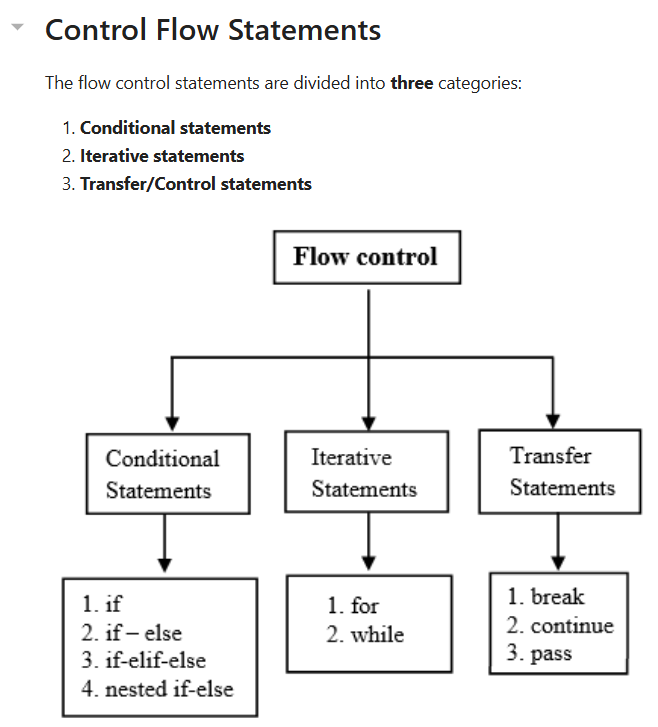 Control Flow Statements
The flow control statements are divided into three categories:
1. Conditional statements
2. Iterative statements
3. Transfer/Control statements
Flow control
Conditional
Statements
Iterative
Statements
Transfer
Statements
1. if
2. if – else
3. if-elif-else
4. nested if-else
1. for
2. while
1. break
2. continue
3. pass